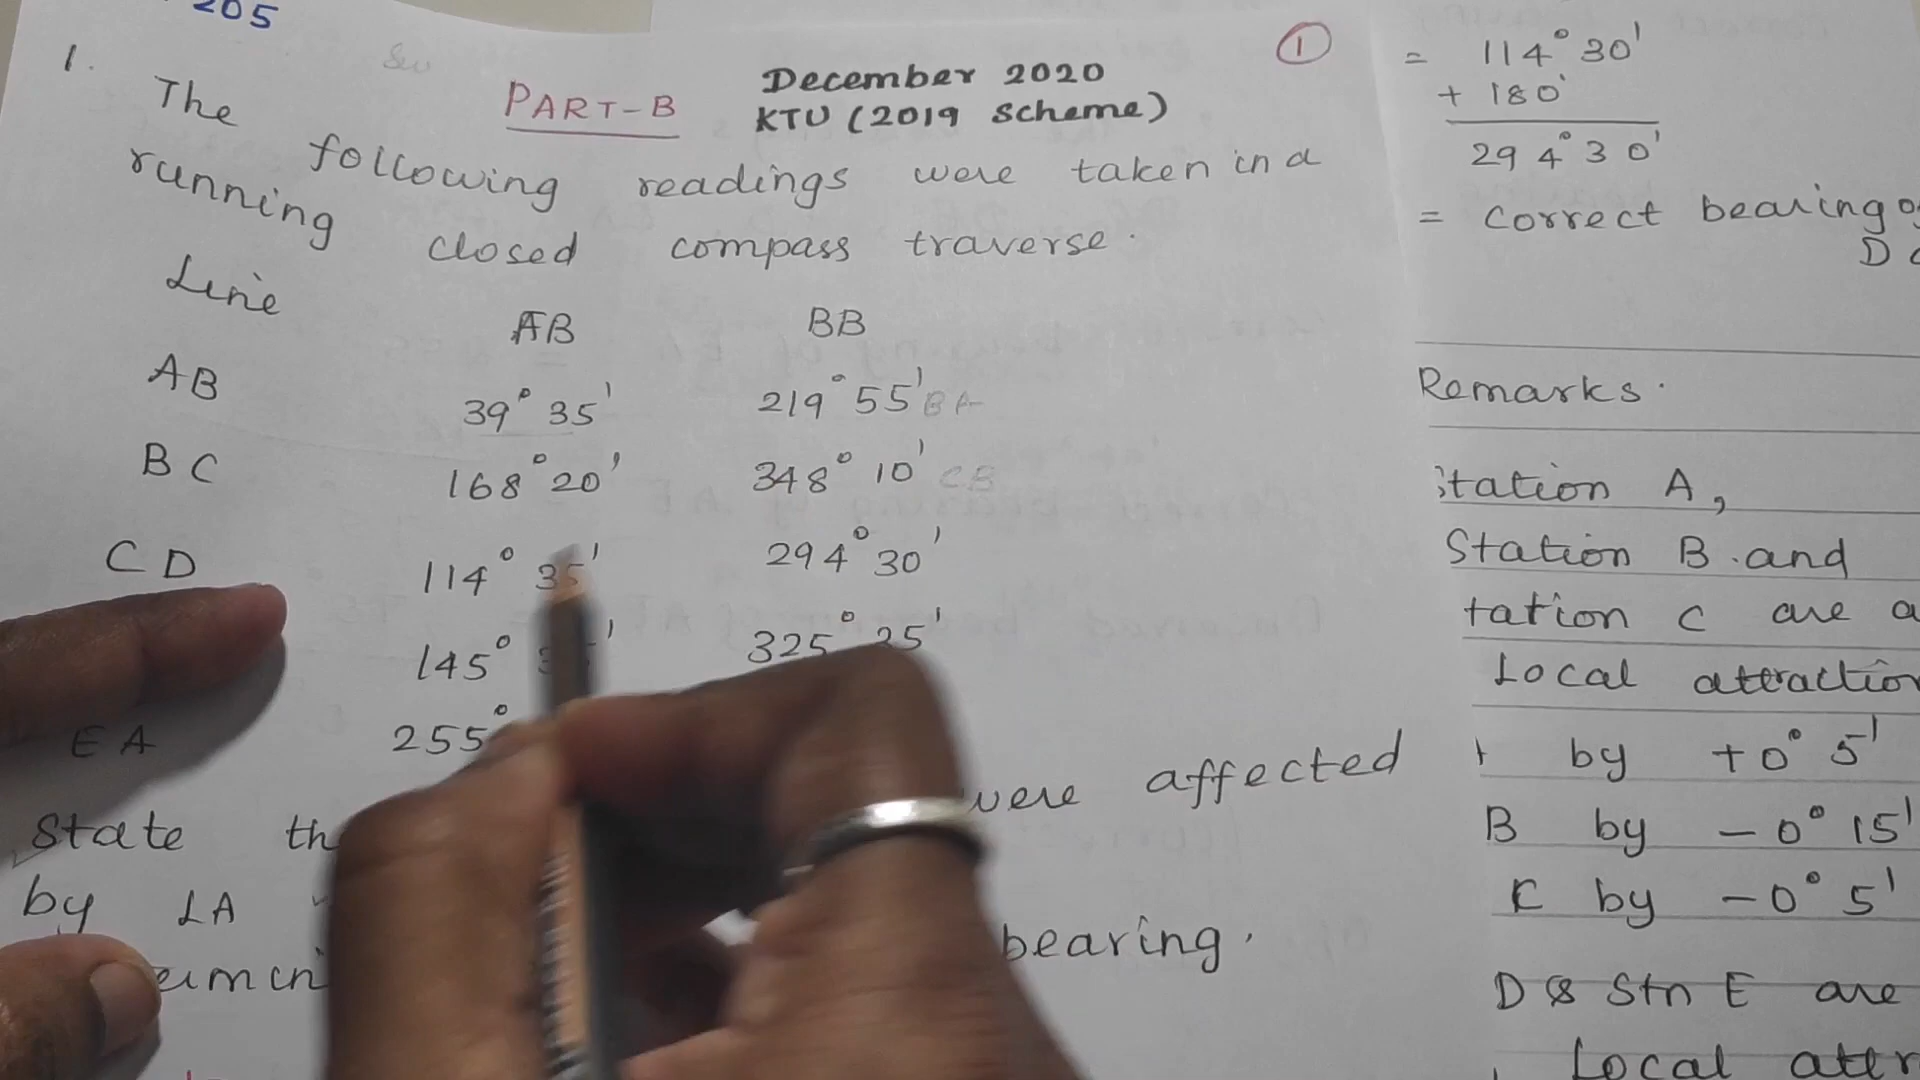 205
1.
PART-B
December 2020
KTU (2019 Scheme)
1
The following readings were taken in a
running closed compass traverse.
Line FB BB
AB 39° 35' 219° 55' BA
BC 168° 20' 348° 10' CB
CD 114° 35' 294° 30'
145° 325° 25'
EA 255°
State were affected
by LA
bearing.
= 114° 30'
+ 180°
294° 30'
= correct bearing
D
Remarks.
Station A,
Station B and
tation C are
Local attraction
by +0° 5'
B by -0° 15'
C by -0° 5'
D & Stn E are
Local